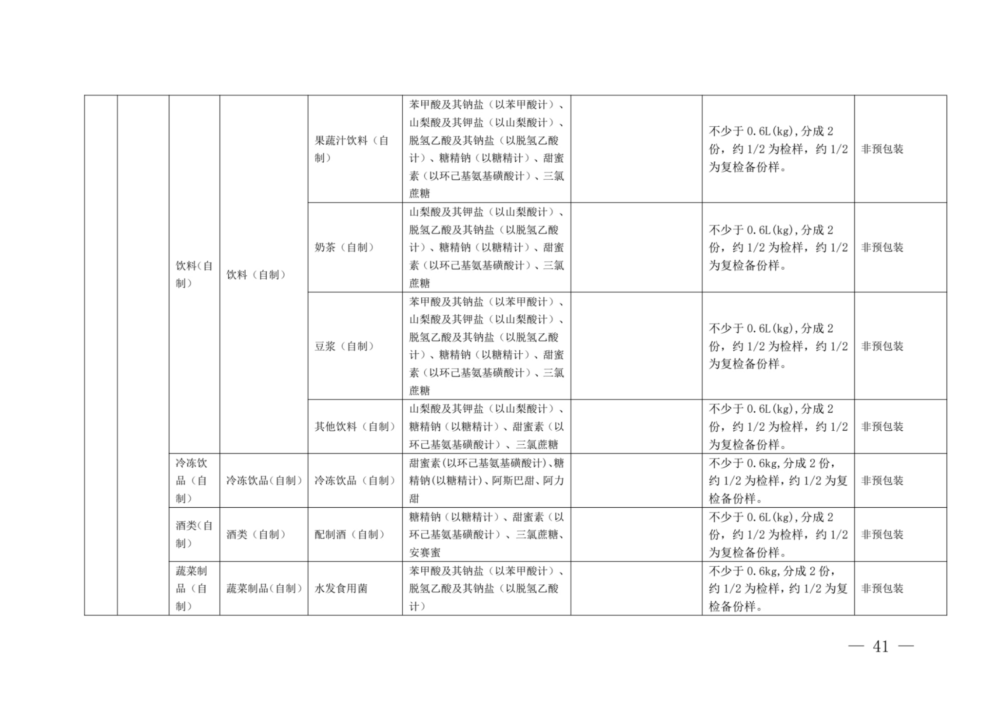 饮料(自
制)
饮料（自制）
果蔬汁饮料（自
制）
苯甲酸及其钠盐（以苯甲酸计）、
山梨酸及其钾盐（以山梨酸计）、
脱氢乙酸及其钠盐（以脱氢乙酸
计）、糖精钠（以糖精计）、甜蜜
素（以环己基氨基磺酸计）、三氯
蔗糖
不少于 0.6L(kg),分成 2
份，约 1/2 为检样，约 1/2
为复检备份样。
非预包装
奶茶（自制）
山梨酸及其钾盐（以山梨酸计）、
脱氢乙酸及其钠盐（以脱氢乙酸
计）、糖精钠（以糖精计）、甜蜜
素（以环己基氨基磺酸计）、三氯
蔗糖
不少于 0.6L(kg),分成 2
份，约 1/2 为检样，约 1/2
为复检备份样。
非预包装
豆浆（自制）
苯甲酸及其钠盐（以苯甲酸计）、
山梨酸及其钾盐（以山梨酸计）、
脱氢乙酸及其钠盐（以脱氢乙酸
计）、糖精钠（以糖精计）、甜蜜
素（以环己基氨基磺酸计）、三氯
蔗糖
不少于 0.6L(kg),分成 2
份，约 1/2 为检样，约 1/2
为复检备份样。
非预包装
其他饮料（自制）
山梨酸及其钾盐（以山梨酸计）、
糖精钠（以糖精计）、甜蜜素（以
环己基氨基磺酸计）、三氯蔗糖
不少于 0.6L(kg),分成 2
份，约 1/2 为检样，约 1/2
为复检备份样。
非预包装
冷冻饮
品（自
制）
冷冻饮品(自制)
冷冻饮品（自制）
甜蜜素(以环己基氨基磺酸计)、糖
精钠(以糖精计)、阿斯巴甜、阿力
甜
不少于 0.6kg,分成 2 份，
约 1/2 为检样，约 1/2 为复
检备份样。
非预包装
酒类(自
制)
酒类（自制）
配制酒（自制）
糖精钠（以糖精计）、甜蜜素（以
环己基氨基磺酸计）、三氯蔗糖、
安赛蜜
不少于 0.6L(kg),分成 2
份，约 1/2 为检样，约 1/2
为复检备份样。
非预包装
蔬菜制
品（自
制）
蔬菜制品(自制)
水发食用菌
苯甲酸及其钠盐（以苯甲酸计）、
脱氢乙酸及其钠盐（以脱氢乙酸
计）
不少于 0.6kg,分成 2 份，
约 1/2 为检样，约 1/2 为复
检备份样。
非预包装
— 41 —